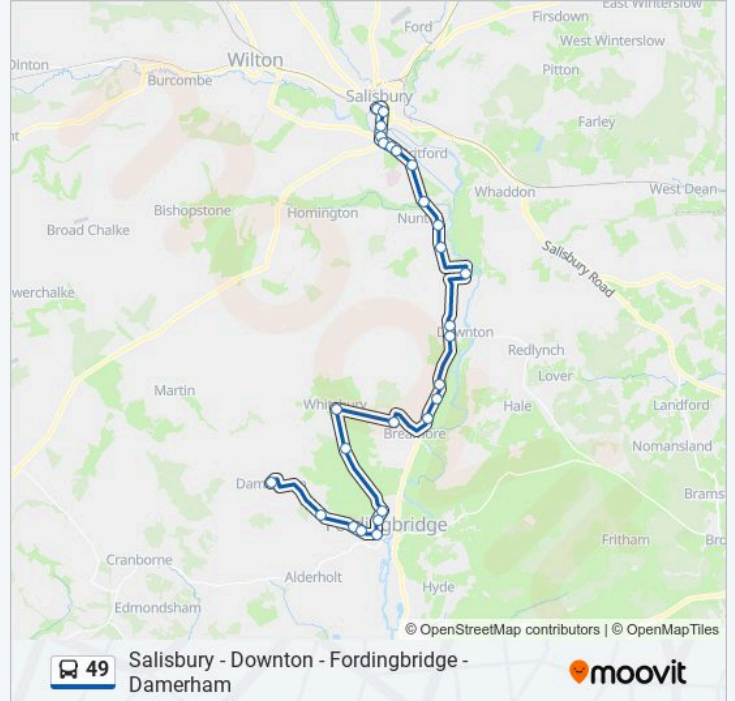 East Winterslow
Firsdown
Ford
West Winterslow
Wilton
Dinton
Burcombe
Pitton
Salisbury
Farley
Whaddon
West Dean
Bishopstone
Homington
Broad Chalke
Salisbury Road
Downton
Redlynch
Lover
Martin
Hale
Landford
Breamore
Nomansland
Fordingbridge
Fritham
Cranborne
Alderholt
Hyde
Edmondsham
© OpenStreetMap contributors | © OpenMapTiles
49
Salisbury - Downton - Fordingbridge -
Damerham
moovit